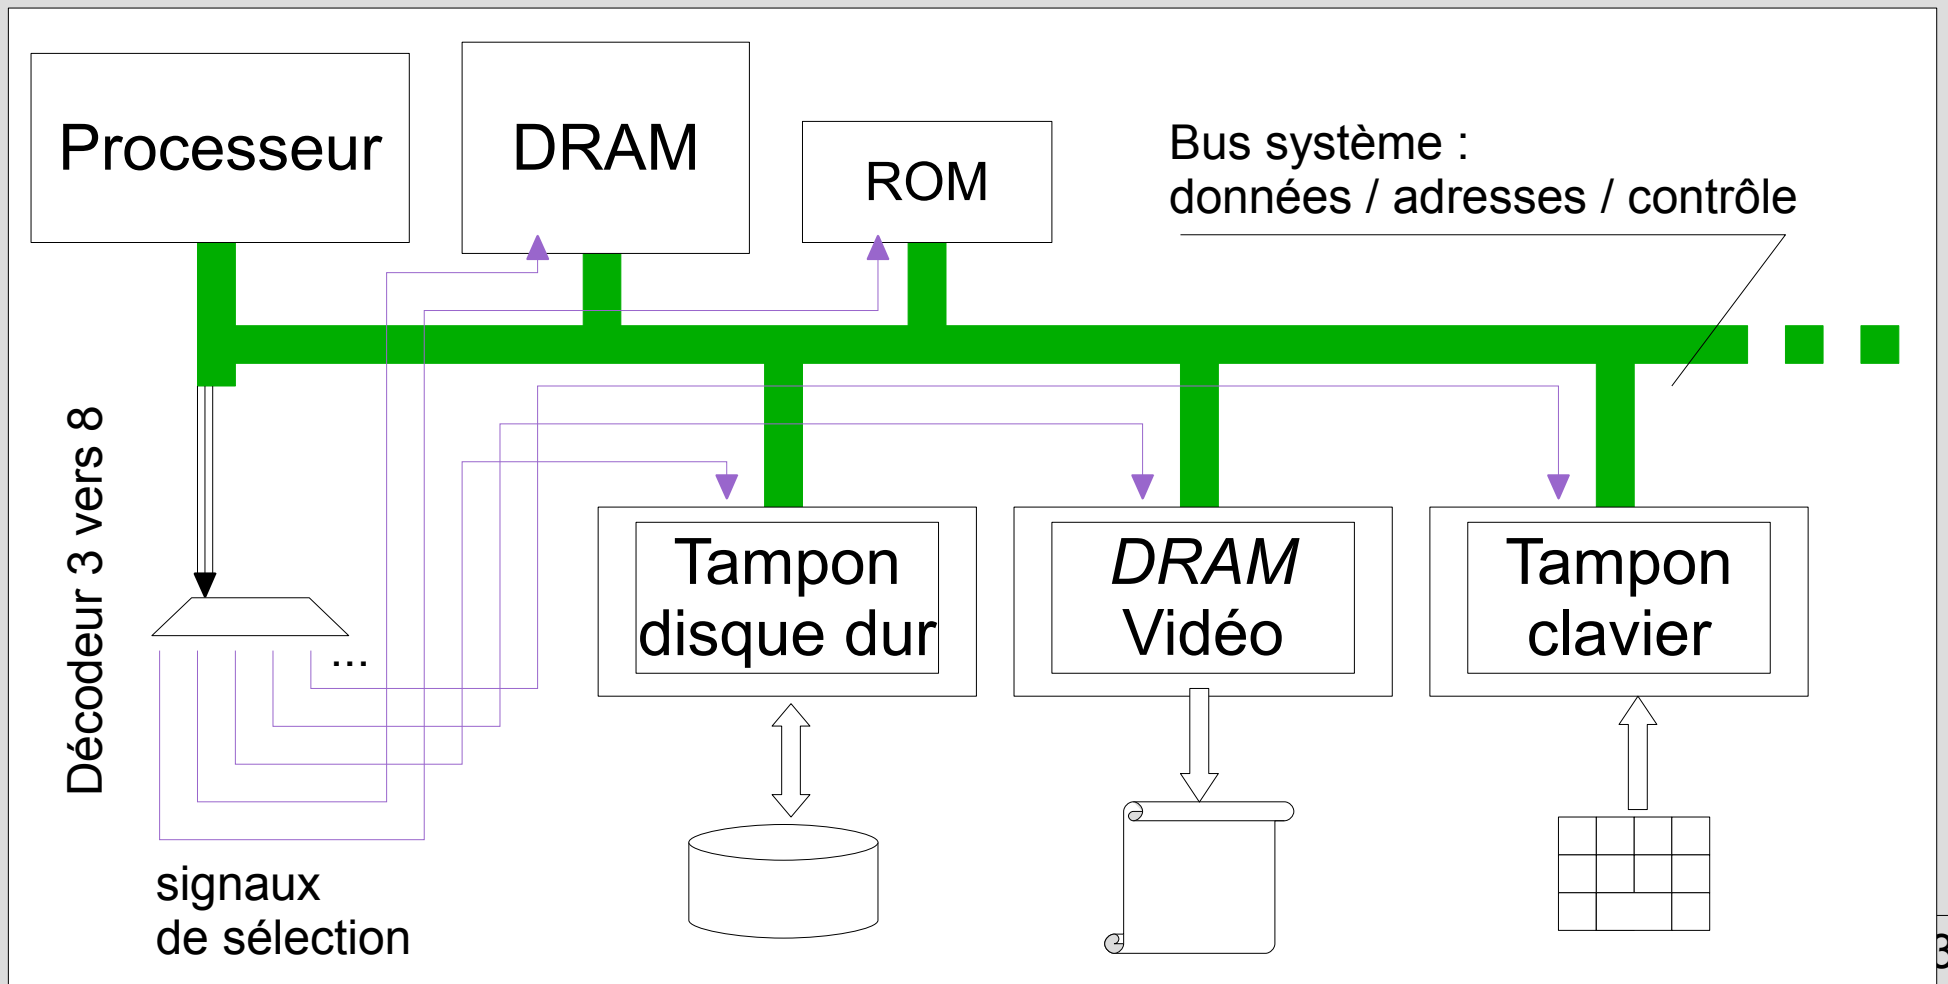 Processeur
DRAM
ROM
Bus système :
données / adresses / contrôle
Décodeur 3 vers 8
...
Tampon
disque dur
DRAM
Vidéo
Tampon
clavier
signaux
de sélection
3